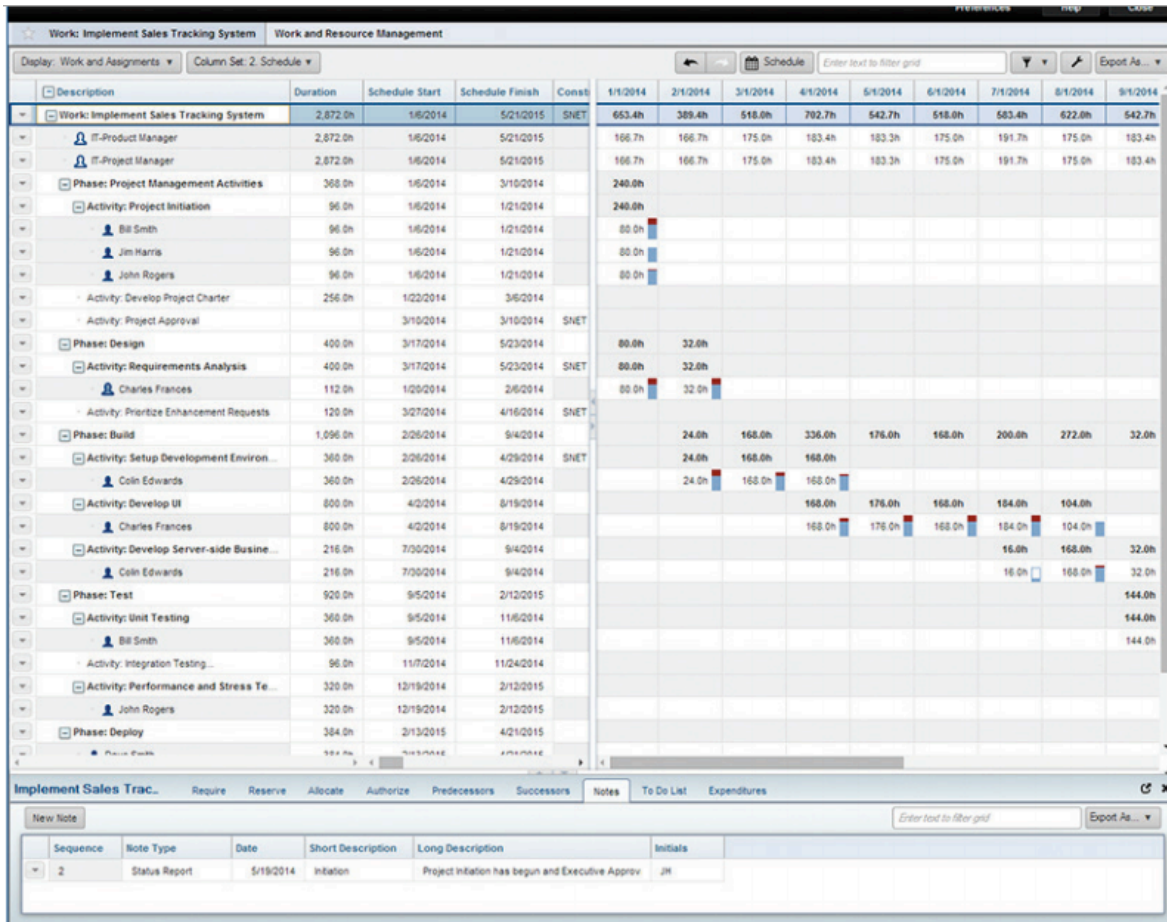 Preferences Help Close
Work: Implement Sales Tracking System Work and Resource Management
Display: Work and Assignments Column Set: 2. Schedule Schedule Enter text to filter grid Export As...
Description Duration Schedule Start Schedule Finish Consti 1/1/2014 2/1/2014 3/1/2014 4/1/2014 5/1/2014 6/1/2014 7/1/2014 8/1/2014 9/1/2014
Work: Implement Sales Tracking System 2,872.0h 1/6/2014 5/21/2015 SNET 653.4h 389.4h 518.0h 702.7h 542.7h 518.0h 583.4h 622.0h 542.7h
IT-Product Manager 2,872.0h 1/6/2014 5/21/2015 166.7h 166.7h 175.0h 183.4h 183.3h 175.0h 191.7h 175.0h 183.4h
IT-Project Manager 2,872.0h 1/6/2014 5/21/2015 166.7h 166.7h 175.0h 183.4h 183.3h 175.0h 191.7h 175.0h 183.4h
Phase: Project Management Activities 368.0h 1/6/2014 3/10/2014 240.0h
Activity: Project Initiation 96.0h 1/6/2014 1/21/2014 240.0h
Bill Smith 96.0h 1/6/2014 1/21/2014 80.0h
Jim Harris 96.0h 1/6/2014 1/21/2014 80.0h
John Rogers 96.0h 1/6/2014 1/21/2014 80.0h
Activity: Develop Project Charter 256.0h 1/22/2014 3/6/2014
Activity: Project Approval 3/10/2014 3/10/2014 SNET
Phase: Design 400.0h 3/17/2014 5/23/2014 80.0h 32.0h
Activity: Requirements Analysis 400.0h 3/17/2014 5/23/2014 SNET 80.0h 32.0h
Charles Frances 112.0h 1/20/2014 2/6/2014 80.0h 32.0h
Activity: Prioritize Enhancement Requests 120.0h 3/27/2014 4/16/2014 SNET
Phase: Build 1,096.0h 2/26/2014 9/4/2014 24.0h 168.0h 336.0h 176.0h 168.0h 200.0h 272.0h 32.0h
Activity: Setup Development Environ... 360.0h 2/26/2014 4/29/2014 SNET 24.0h 168.0h 168.0h
Colin Edwards 360.0h 2/26/2014 4/29/2014 24.0h 168.0h 168.0h
Activity: Develop UI 800.0h 4/2/2014 8/19/2014 168.0h 176.0h 168.0h 184.0h 104.0h
Charles Frances 800.0h 4/2/2014 8/19/2014 168.0h 176.0h 168.0h 184.0h 104.0h
Activity: Develop Server-side Busine... 216.0h 7/30/2014 9/4/2014 16.0h 168.0h 32.0h
Colin Edwards 216.0h 7/30/2014 9/4/2014 16.0h 168.0h 32.0h
Phase: Test 920.0h 9/5/2014 2/12/2015 144.0h
Activity: Unit Testing 360.0h 9/5/2014 11/6/2014 144.0h
Bill Smith 360.0h 9/5/2014 11/6/2014 144.0h
Activity: Integration Testing... 96.0h 11/7/2014 11/24/2014
Activity: Performance and Stress Te... 320.0h 12/19/2014 2/12/2015
John Rogers 320.0h 12/19/2014 2/12/2015
Phase: Deploy 384.0h 2/13/2015 4/21/2015
Implement Sales Trac... Require Reserve Allocate Authorize Predecessors Successors Notes To Do List Expenditures
New Note Enter text to filter grid Export As...
Sequence Note Type Date Short Description Long Description Initials
2 Status Report 5/19/2014 Initiation Project Initiation has begun and Executive Approv JH